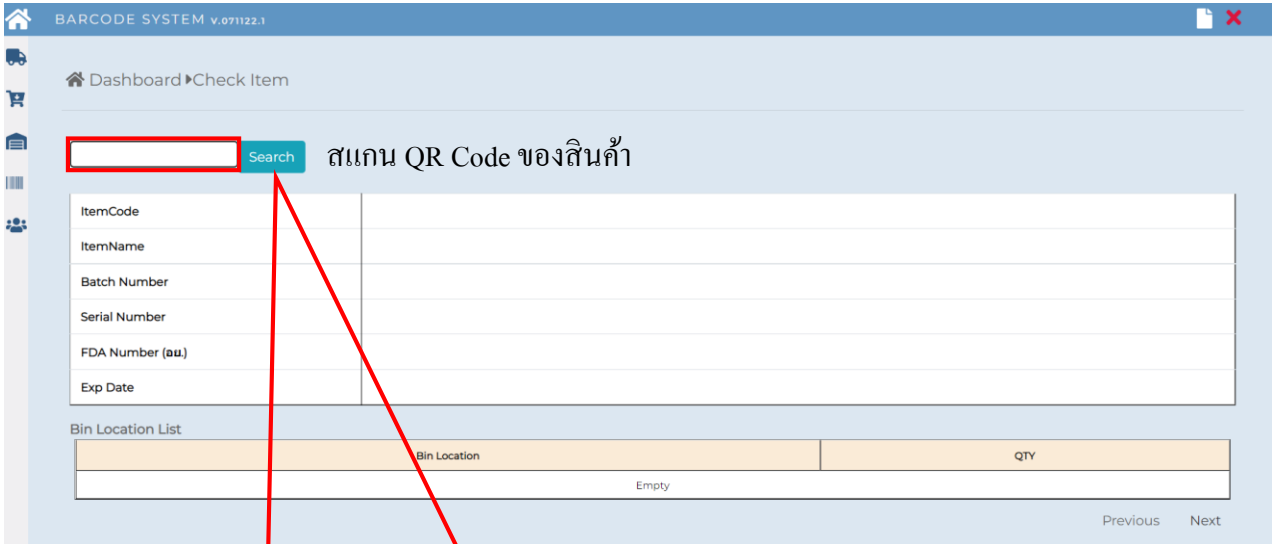 BARCODE SYSTEM V.071122.1
Dashboard Check Item
Search สแกน QR Code ของสินค้า
ItemCode
ItemName
Batch Number
Serial Number
FDA Number (อย.)
Exp Date
Bin Location List
Bin Location QTY
Empty
Previous Next